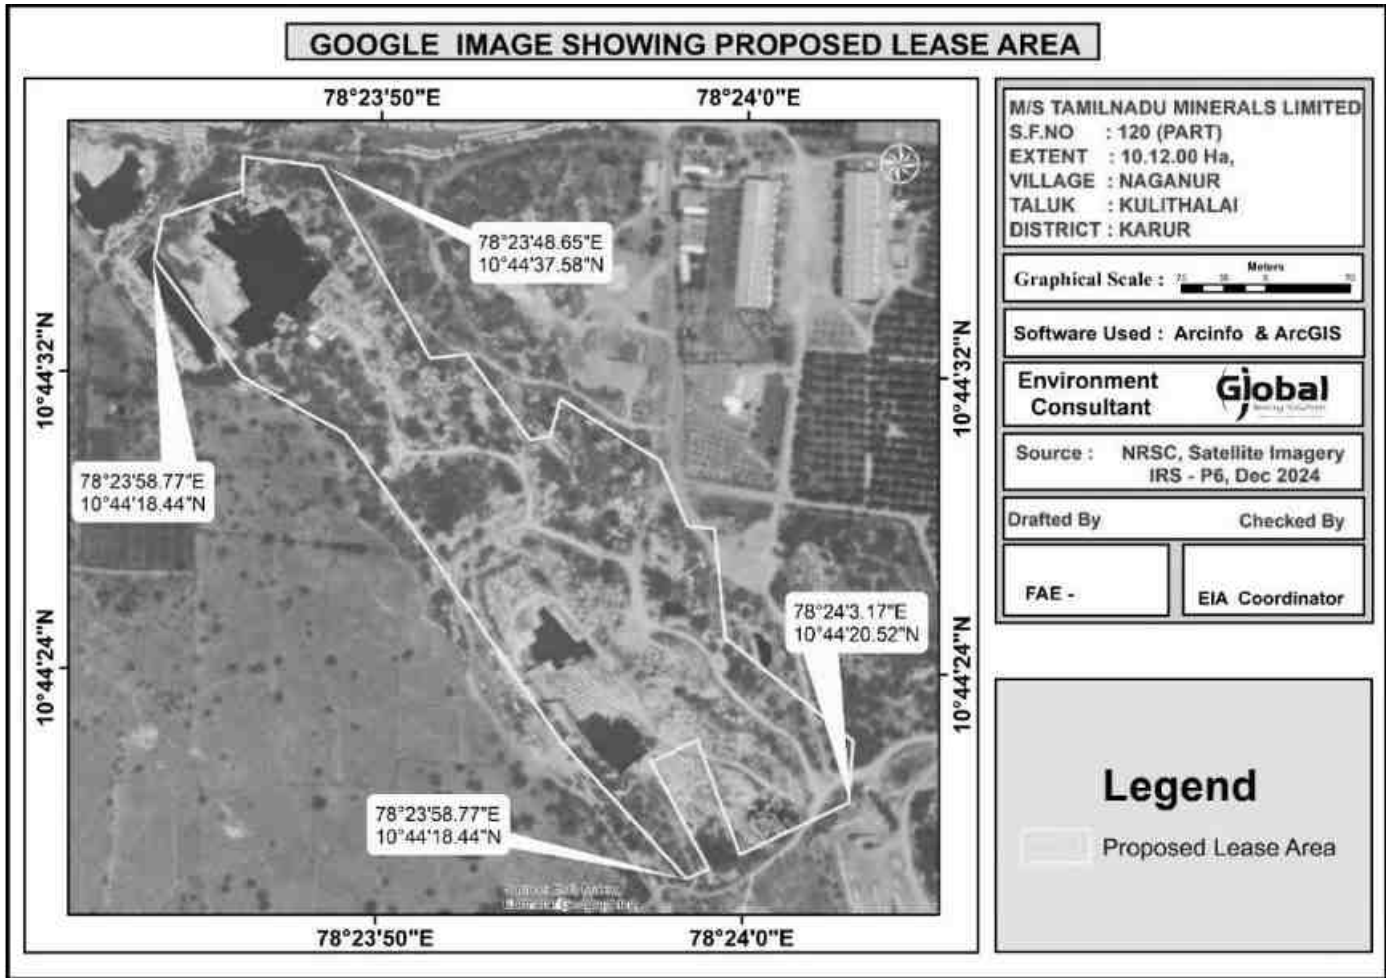 GOOGLE IMAGE SHOWING PROPOSED LEASE AREA
78°23'50"E
78°24'0"E
78°23'48.65"E
10°44'37.58"N
10°44'32"N
10°44'32"N
78°23'58.77"E
10°44'18.44"N
78°24'3.17"E
10°44'20.52"N
10°44'24"N
10°44'24"N
78°23'58.77"E
10°44'18.44"N
78°23'50"E
78°24'0"E
M/S TAMILNADU MINERALS LIMITED
S.F.NO : 120 (PART)
EXTENT : 10.12.00 Ha,
VILLAGE : NAGANUR
TALUK : KULITHALAI
DISTRICT : KARUR
Meters
Graphical Scale :
Software Used : Arcinfo & ArcGIS
Environment
Consultant
Global
Source : NRSC, Satellite Imagery
IRS - P6, Dec 2024
Drafted By
Checked By
FAE -
EIA Coordinator
Legend
Proposed Lease Area